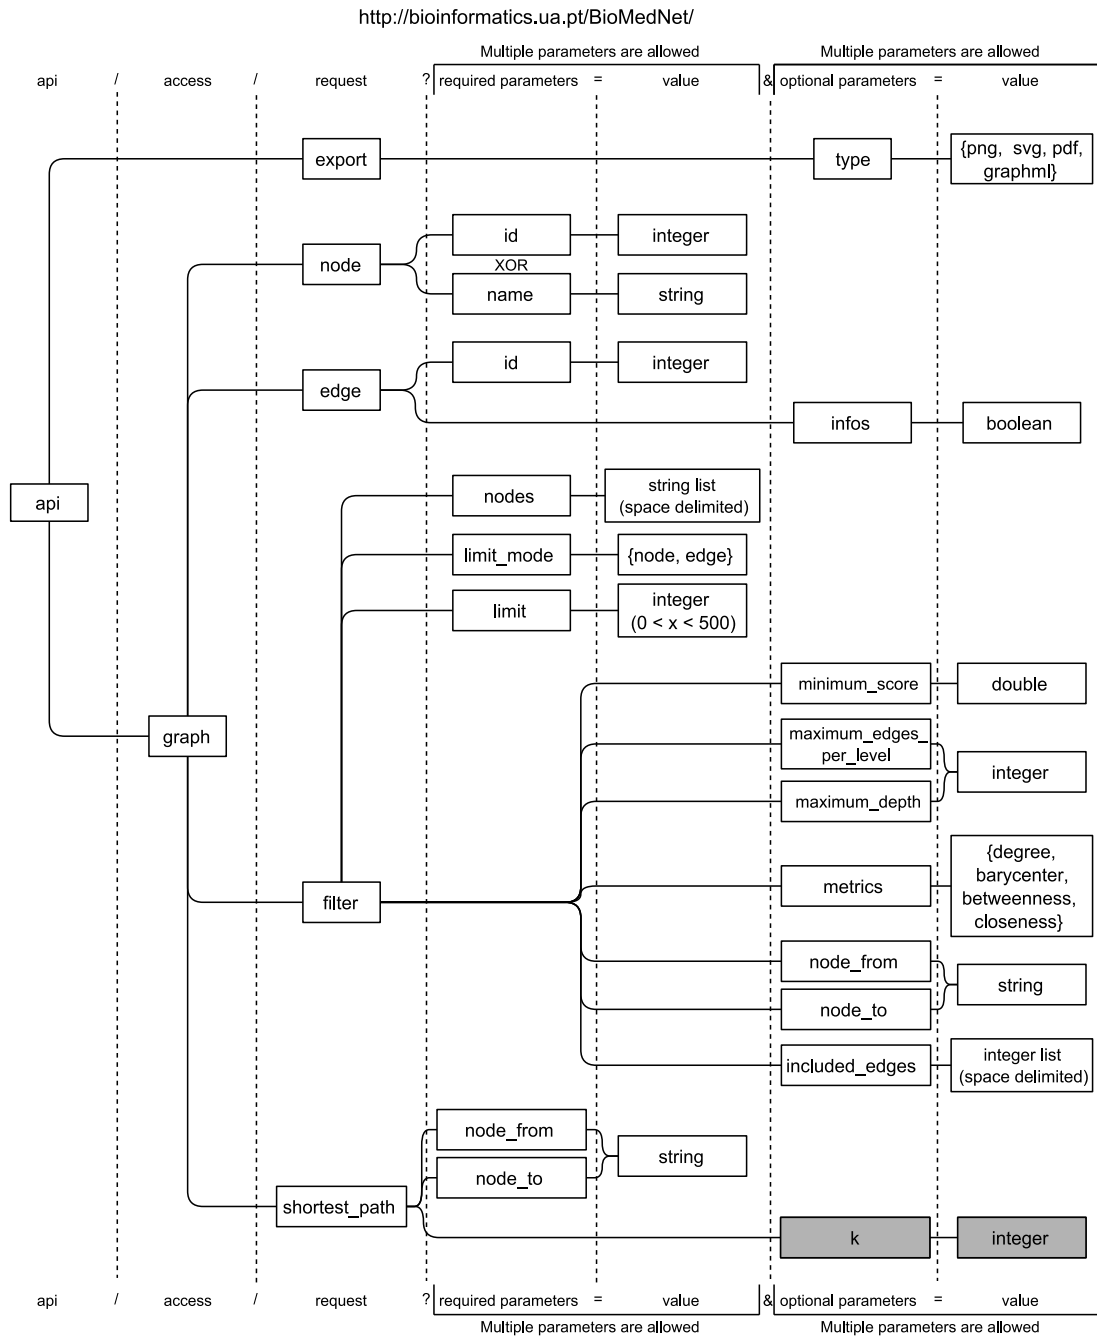 http://bioinformatics.ua.pt/BioMedNet/
Multiple parameters are allowed Multiple parameters are allowed
api / access / request ? required parameters = value & optional parameters = value
export type {png, svg, pdf,
graphml}
id integer
node XOR
name string
id integer
edge
infos boolean
nodes string list
(space delimited)
api
limit_mode {node, edge}
limit integer
(0 < x < 500)
minimum_score double
graph
maximum_edges_
per_level
integer
maximum_depth
filter
metrics {degree,
barycenter,
betweenness,
closeness}
node_from
string
node_to
included_edges integer list
(space delimited)
node_from
string
node_to
shortest_path
k integer
api / access / request ? required parameters = value & optional parameters = value
Multiple parameters are allowed Multiple parameters are allowed